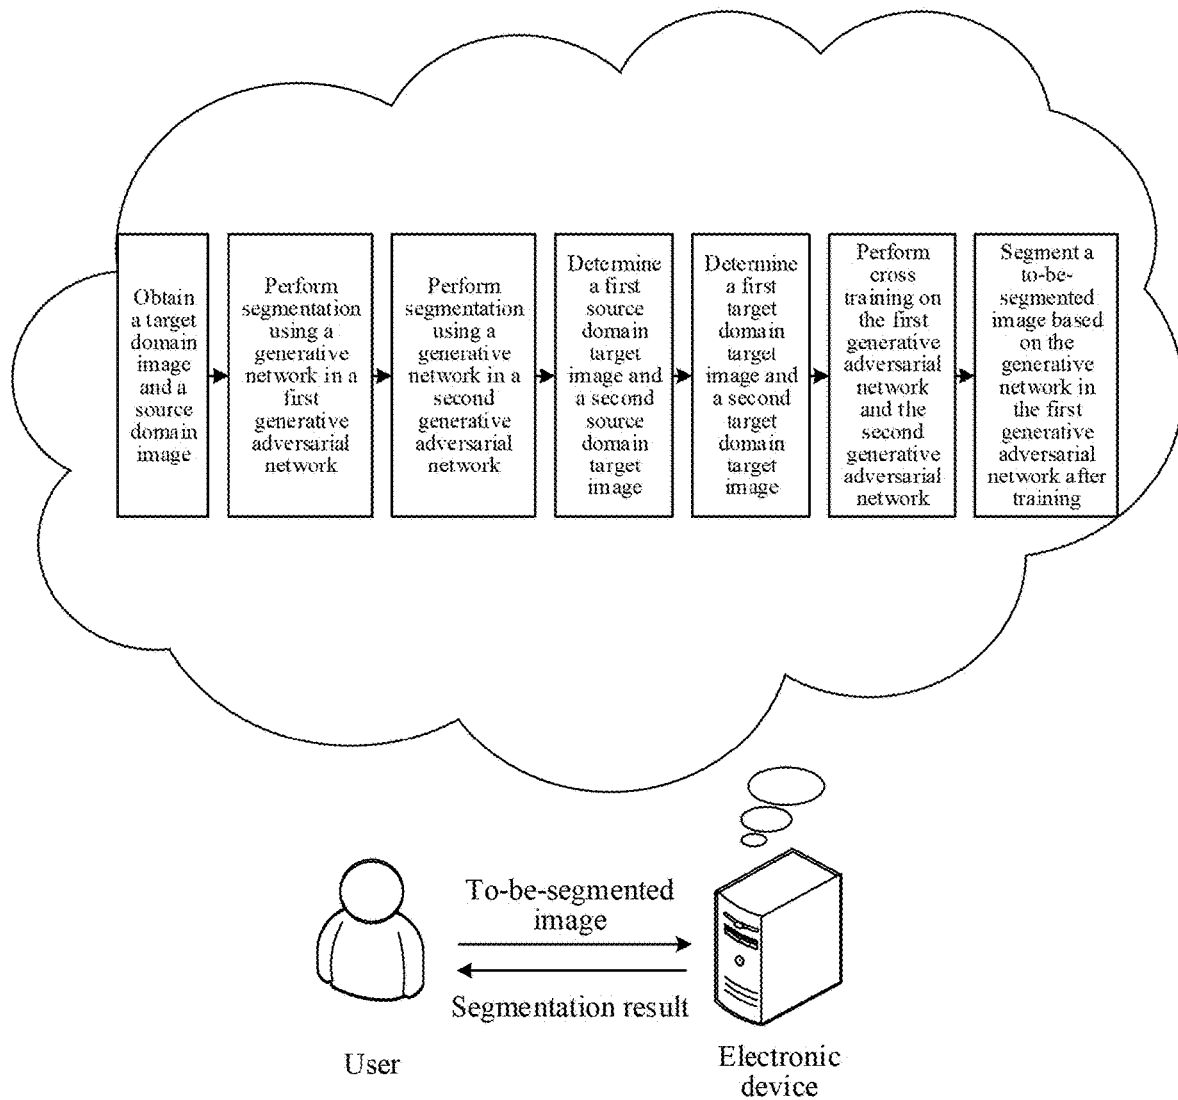 Obtain
a target
domain
image
and a
source
domain
image
Perform
segmentation
using a
generative
network in a
first
generative
adversarial
network
Perform
segmentation
using a
generative
network in a
second
generative
adversarial
network
Determine
a first
source
domain
target
image and
a second
source
domain
target
image
Determine
a first
target
domain
target
image and
a second
target
domain
target
image
Perform
cross
training on
the first
generative
adversarial
network
and the
second
generative
adversarial
network
Segment a
to-be-
segmented
image based
on the
generative
network in
the first
generative
adversarial
network after
training
To-be-segmented
image
Segmentation result
User
Electronic
device